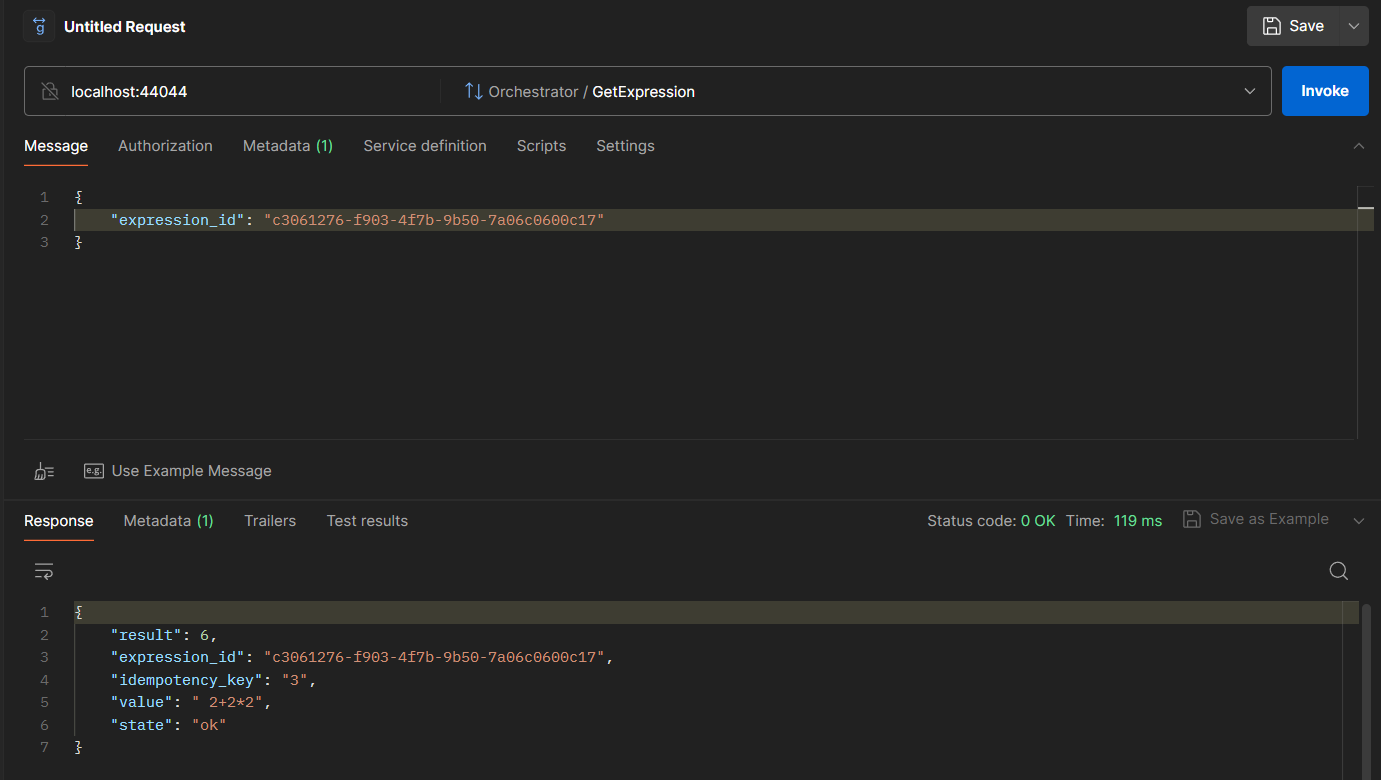 g Untitled Request
Save
localhost:44044
Orchestrator / GetExpression
Invoke
Message Authorization Metadata (1) Service definition Scripts Settings
1 {
2 "expression_id": "c3061276-f903-4f7b-9b50-7a06c0600c17"
3 }
e.g. Use Example Message
Response Metadata (1) Trailers Test results
Status code: 0 OK Time: 119 ms Save as Example
1 {
2 "result": 6,
3 "expression_id": "c3061276-f903-4f7b-9b50-7a06c0600c17",
4 "idempotency_key": "3",
5 "value": " 2+2*2",
6 "state": "ok"
7 }